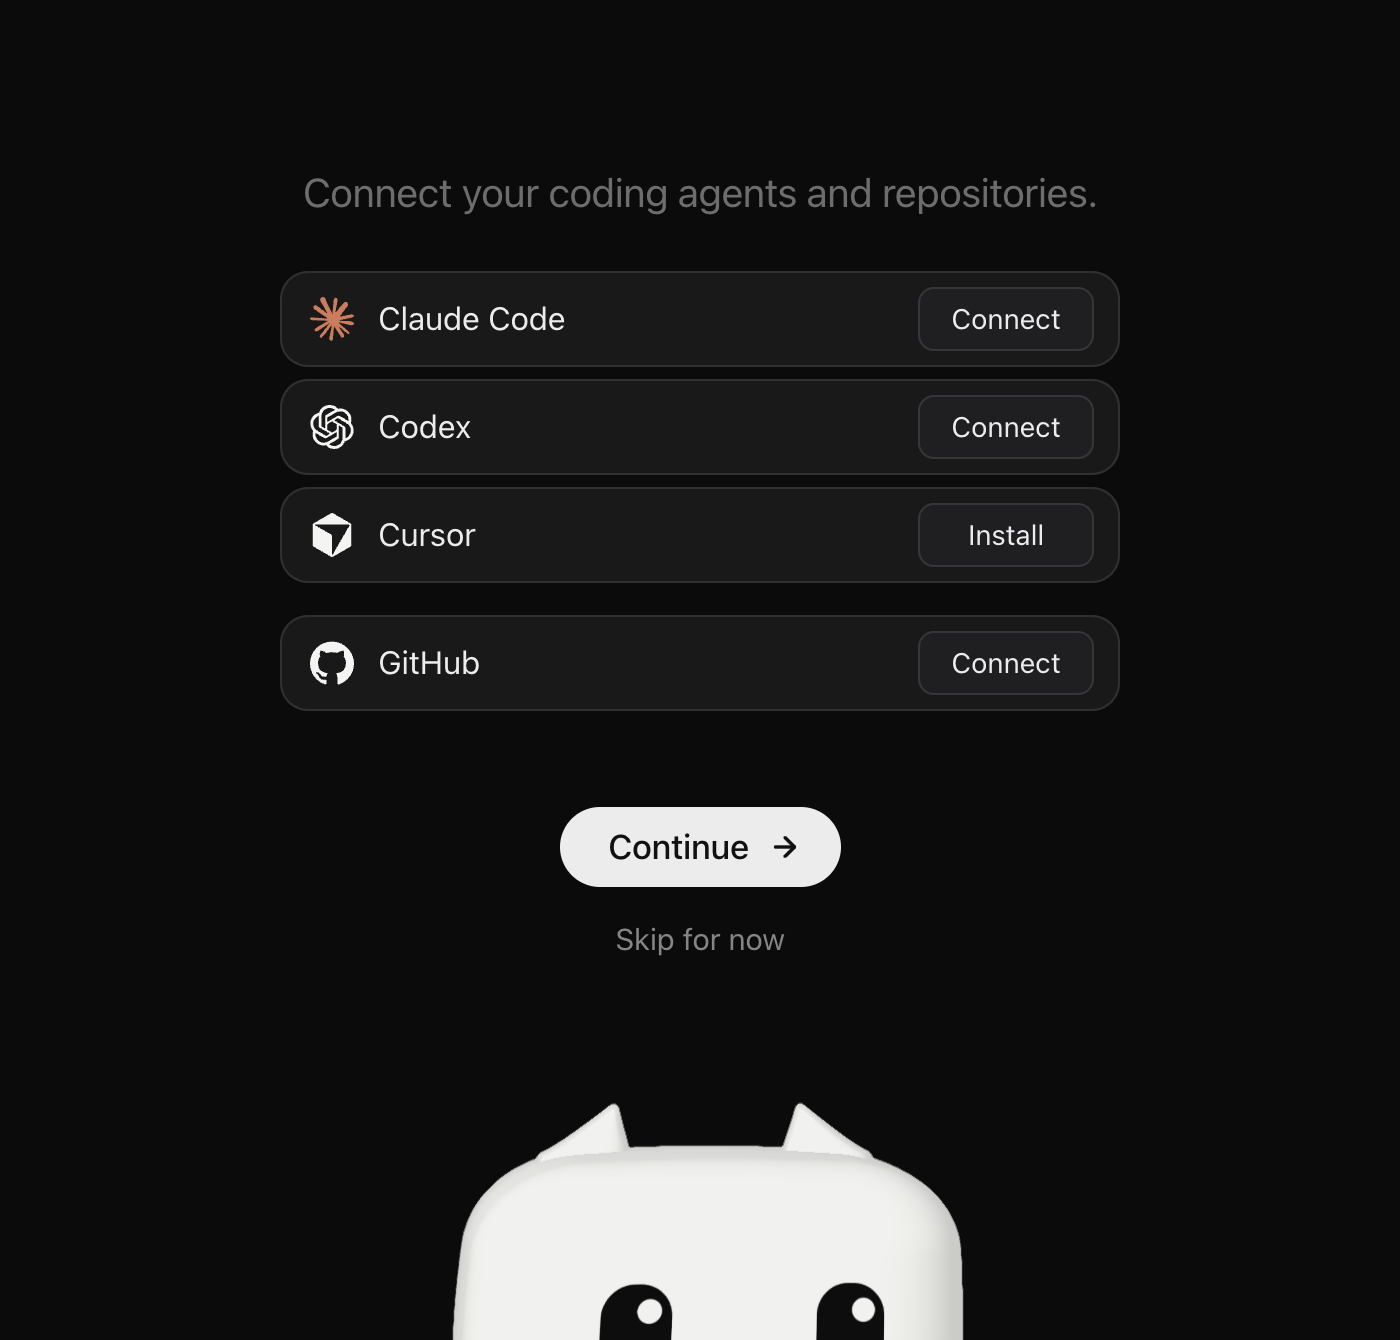 Connect your coding agents and repositories.
Claude Code Connect
Codex Connect
Cursor Install
GitHub Connect
Continue →
Skip for now